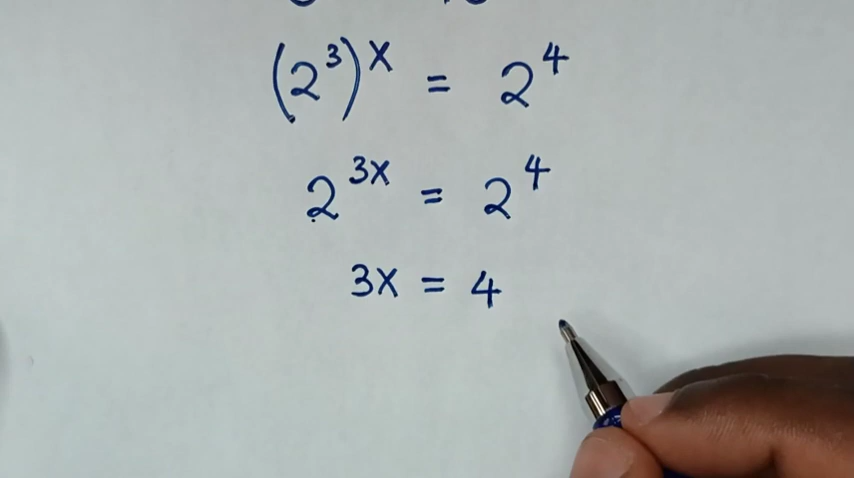 (2³)ˣ = 2⁴
2³ˣ = 2⁴
3x = 4